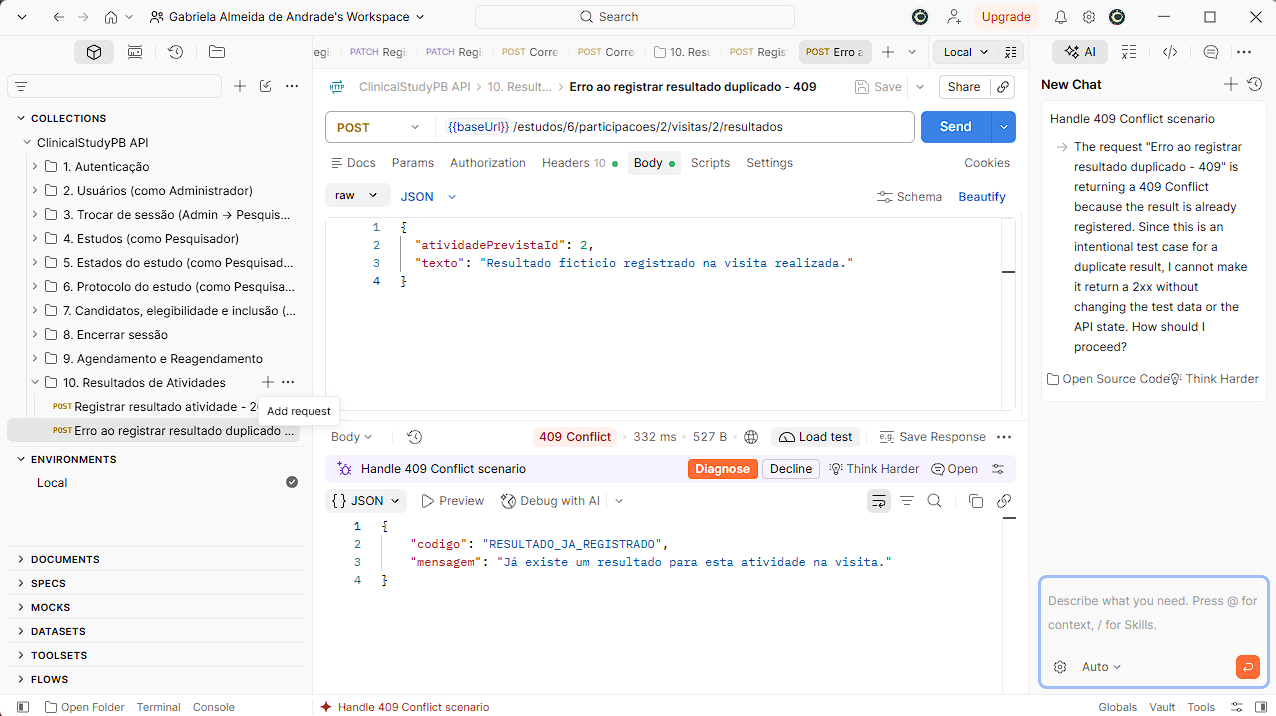 Gabriela Almeida de Andrade's Workspace
Search
Upgrade
PATCH Regi
PATCH Regi
POST Corre
POST Corre
10. Resu
POST Regis
POST Erro a
Local
AI
ClinicalStudyPB API > 10. Result... > Erro ao registrar resultado duplicado - 409
Save
Share
POST
{{baseUrl}} /estudos/6/participacoes/2/visitas/2/resultados
Send
Docs
Params
Authorization
Headers 10
Body
Scripts
Settings
Cookies
raw
JSON
Schema
Beautify
1 {
2 "atividadePrevistaId": 2,
3 "texto": "Resultado ficticio registrado na visita realizada."
4 }
COLLECTIONS
ClinicalStudyPB API
1. Autenticação
2. Usuários (como Administrador)
3. Trocar de sessão (Admin → Pesquis...
4. Estudos (como Pesquisador)
5. Estados do estudo (como Pesquisad...
6. Protocolo do estudo (como Pesquisa...
7. Candidatos, elegibilidade e inclusão (...
8. Encerrar sessão
9. Agendamento e Reagendamento
10. Resultados de Atividades
POST Registrar resultado atividade - 20
Add request
POST Erro ao registrar resultado duplicado ...
ENVIRONMENTS
Local
DOCUMENTS
SPECS
MOCKS
DATASETS
TOOLSETS
FLOWS
Body
409 Conflict
332 ms
527 B
Load test
e.g. Save Response
Handle 409 Conflict scenario
Diagnose
Decline
Think Harder
Open
{} JSON
Preview
Debug with AI
1 {
2 "codigo": "RESULTADO_JA_REGISTRADO",
3 "mensagem": "Já existe um resultado para esta atividade na visita."
4 }
New Chat
Handle 409 Conflict scenario
The request "Erro ao registrar
resultado duplicado - 409" is
returning a 409 Conflict
because the result is already
registered. Since this is an
intentional test case for a
duplicate result, I cannot make
it return a 2xx without
changing the test data or the
API state. How should I
proceed?
Open Source Code
Think Harder
Describe what you need. Press @ for
context, / for Skills.
Auto
Open Folder
Terminal
Console
Handle 409 Conflict scenario
Globals
Vault
Tools